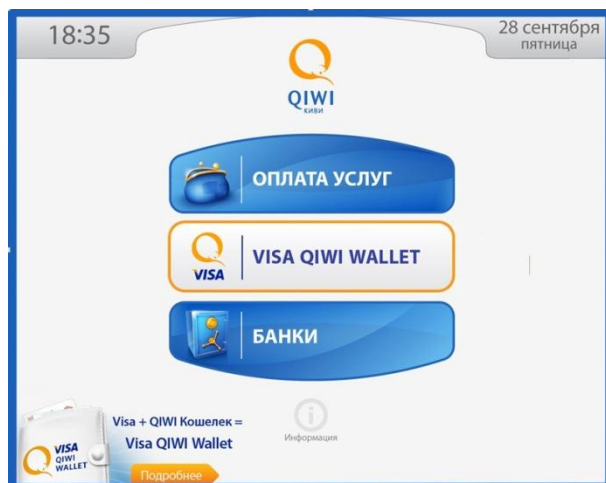 18:35
28 сентября
пятница
QIWI
киви
ОПЛАТА УСЛУГ
VISA
VISA QIWI WALLET
БАНКИ
Visa + QIWI Кошелек =
Visa QIWI Wallet
VISA
QIWI
WALLET
Подробнее
Информация